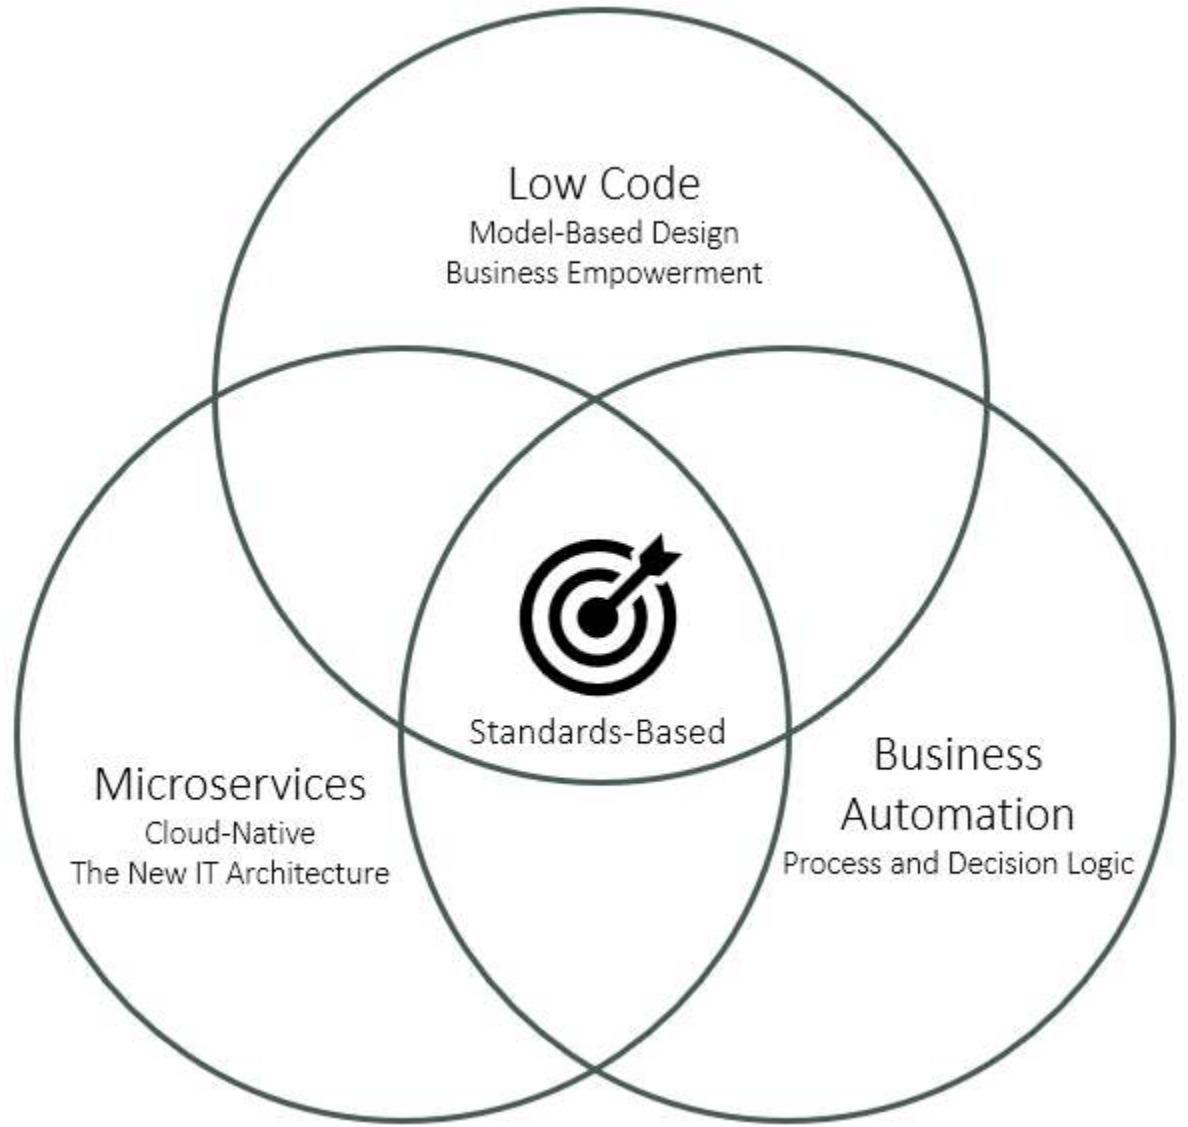 Low Code
Model-Based Design
Business Empowerment
Standards-Based
Microservices
Cloud-Native
The New IT Architecture
Business
Automation
Process and Decision Logic